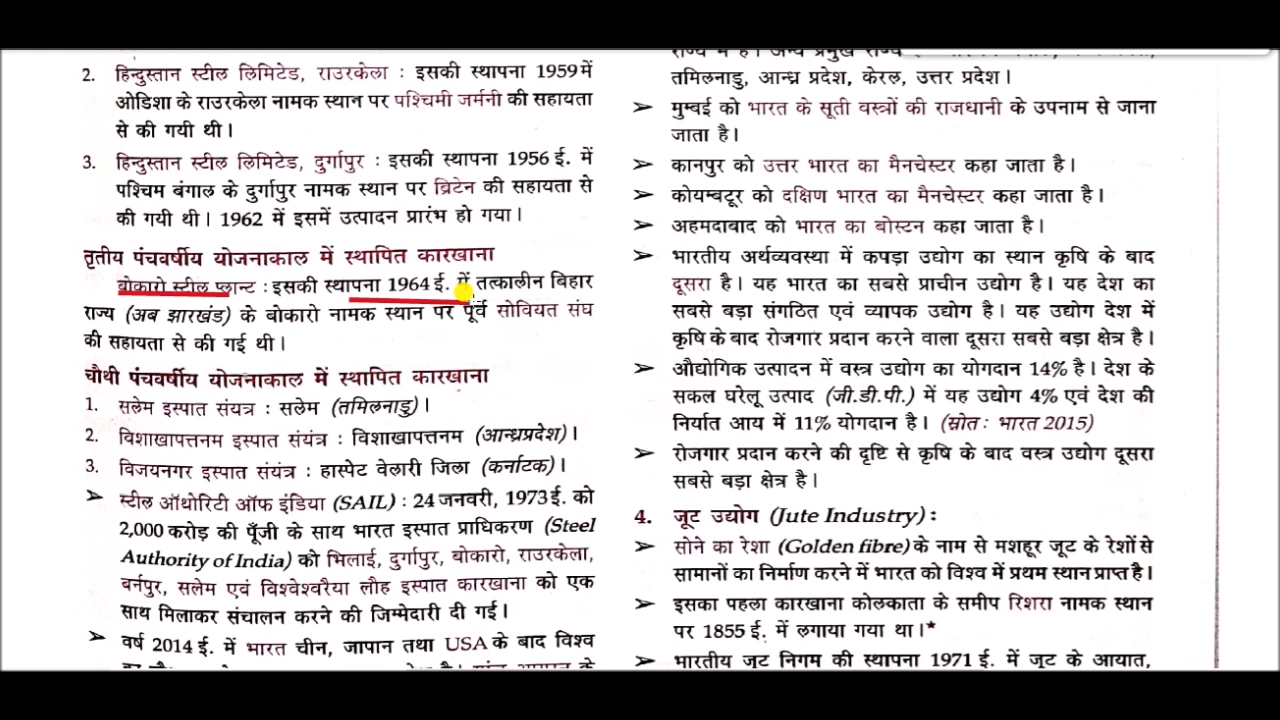 2. हिन्दुस्तान स्टील लिमिटेड, राउरकेला : इसकी स्थापना 1959 में
ओडिशा के राउरकेला नामक स्थान पर पश्चिमी जर्मनी की सहायता
से की गयी थी।
3. हिन्दुस्तान स्टील लिमिटेड, दुर्गापुर : इसकी स्थापना 1956 ई. में
पश्चिम बंगाल के दुर्गापुर नामक स्थान पर ब्रिटेन की सहायता से
की गयी थी। 1962 में इसमें उत्पादन प्रारंभ हो गया।
तृतीय पंचवर्षीय योजनाकाल में स्थापित कारखाना
बोकारो स्टील प्लान्ट : इसकी स्थापना 1964 ई. में तत्कालीन बिहार
राज्य (अब झारखंड) के बोकारो नामक स्थान पर पूर्व सोवियत संघ
की सहायता से की गई थी।
चौथी पंचवर्षीय योजनाकाल में स्थापित कारखाना
1. सलेम इस्पात संयत्र : सलेम (तमिलनाडु)।
2. विशाखापत्तनम इस्पात संयंत्र : विशाखापत्तनम (आन्ध्रप्रदेश)।
3. विजयनगर इस्पात संयंत्र : हास्पेट वेलारी जिला (कर्नाटक)।
➢ स्टील ऑथोरिटी ऑफ इंडिया (SAIL) : 24 जनवरी, 1973 ई. को
2,000 करोड़ की पूँजी के साथ भारत इस्पात प्राधिकरण (Steel
Authority of India) को भिलाई, दुर्गापुर, बोकारो, राउरकेला,
बर्नपुर, सलेम एवं विश्वेश्वरैया लौह इस्पात कारखाना को एक
साथ मिलाकर संचालन करने की जिम्मेदारी दी गई।
➢ वर्ष 2014 ई. में भारत चीन, जापान तथा USA के बाद विश्व
राज्य में है। अन्य प्रमुख राज्य
तमिलनाडु, आन्ध्र प्रदेश, केरल, उत्तर प्रदेश।
➢ मुम्बई को भारत के सूती वस्त्रों की राजधानी के उपनाम से जाना
जाता है।
➢ कानपुर को उत्तर भारत का मैनचेस्टर कहा जाता है।
➢ कोयम्बटूर को दक्षिण भारत का मैनचेस्टर कहा जाता है।
➢ अहमदाबाद को भारत का बोस्टन कहा जाता है।
➢ भारतीय अर्थव्यवस्था में कपड़ा उद्योग का स्थान कृषि के बाद
दूसरा है। यह भारत का सबसे प्राचीन उद्योग है। यह देश का
सबसे बड़ा संगठित एवं व्यापक उद्योग है। यह उद्योग देश में
कृषि के बाद रोजगार प्रदान करने वाला दूसरा सबसे बड़ा क्षेत्र है।
➢ औद्योगिक उत्पादन में वस्त्र उद्योग का योगदान 14% है। देश के
सकल घरेलू उत्पाद (जी.डी.पी.) में यह उद्योग 4% एवं देश की
निर्यात आय में 11% योगदान है। (स्रोत: भारत 2015)
➢ रोजगार प्रदान करने की दृष्टि से कृषि के बाद वस्त्र उद्योग दूसरा
सबसे बड़ा क्षेत्र है।
4. जूट उद्योग (Jute Industry) :
➢ सोने का रेशा (Golden fibre) के नाम से मशहूर जूट के रेशों से
सामानों का निर्माण करने में भारत को विश्व में प्रथम स्थान प्राप्त है।
➢ इसका पहला कारखाना कोलकाता के समीप रिशरा नामक स्थान
पर 1855 ई. में लगाया गया था।*
➢ भारतीय जूट निगम की स्थापना 1971 ई. में जूट के आयात,